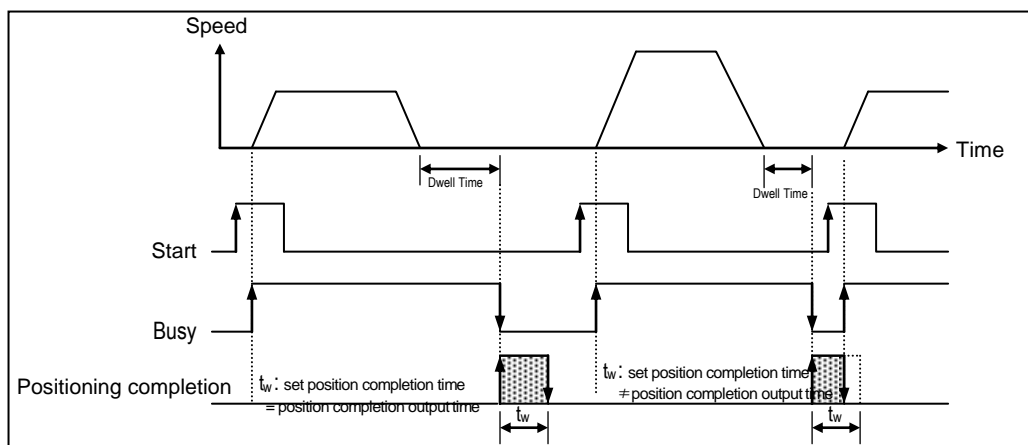 Speed
Time
Dwell Time
Dwell Time
Start
Busy
Positioning completion
tw: set position completion time
= position completion output time
tw: set position completion time
≠position completion output time
tw
tw